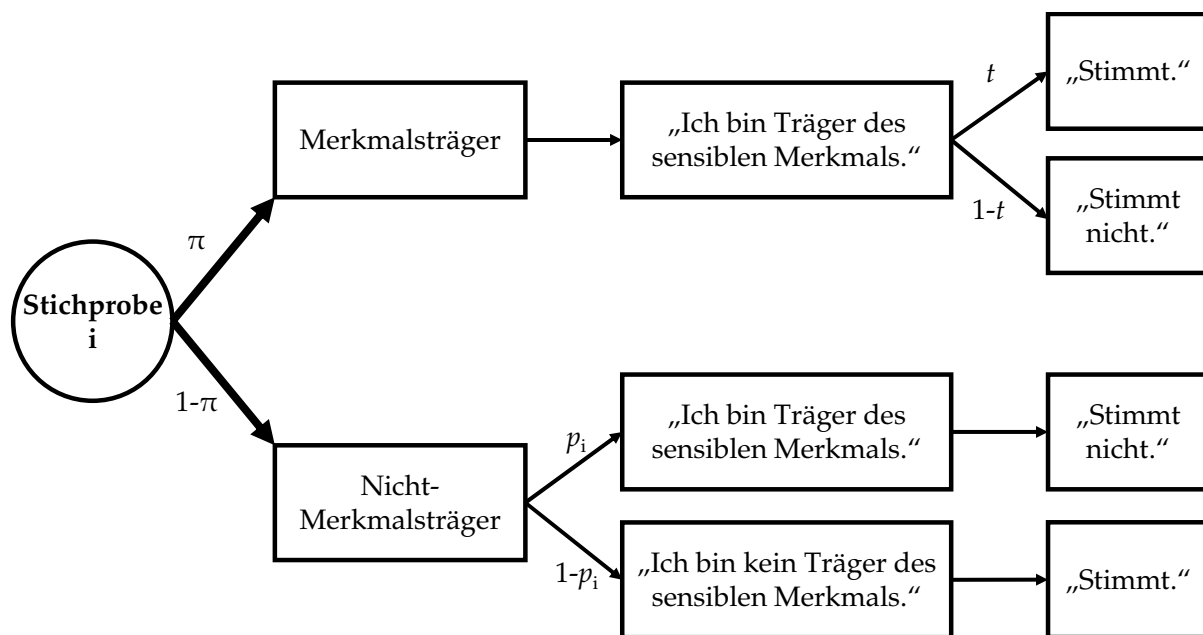 „Stimmt.“
t
Merkmalsträger
„Ich bin Träger des
sensiblen Merkmals.“
1-t
„Stimmt
nicht.“
π
Stichprobe
i
1-π
„Ich bin Träger des
sensiblen Merkmals.“
„Stimmt
nicht.“
pi
Nicht-
Merkmalsträger
1-pi
„Ich bin kein Träger des
sensiblen Merkmals.“
„Stimmt.“